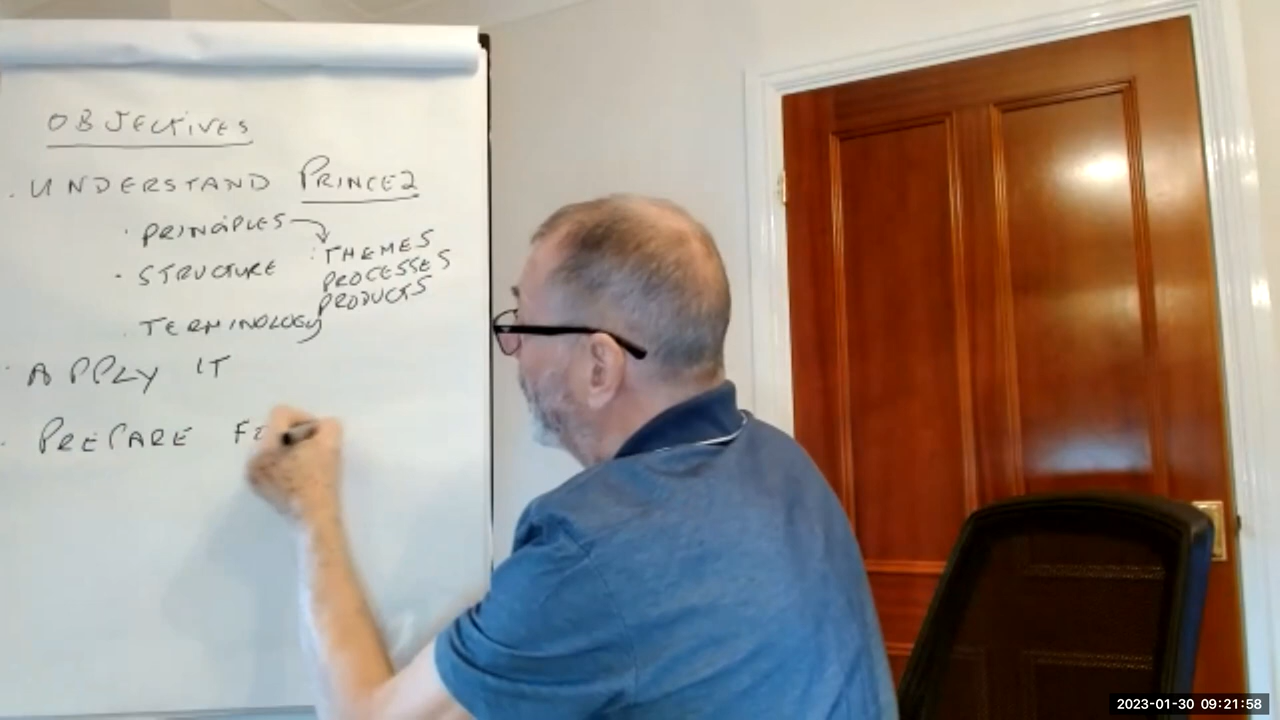 OBJECTIVES
· UNDERSTAND PRINCE2
· PRINCIPLES
: THEMES
· STRUCTURE
PROCESSES
PRODUCTS
· TERMINOLOGY
· APPLY IT
· PREPARE
2023-01-30 09:21:58